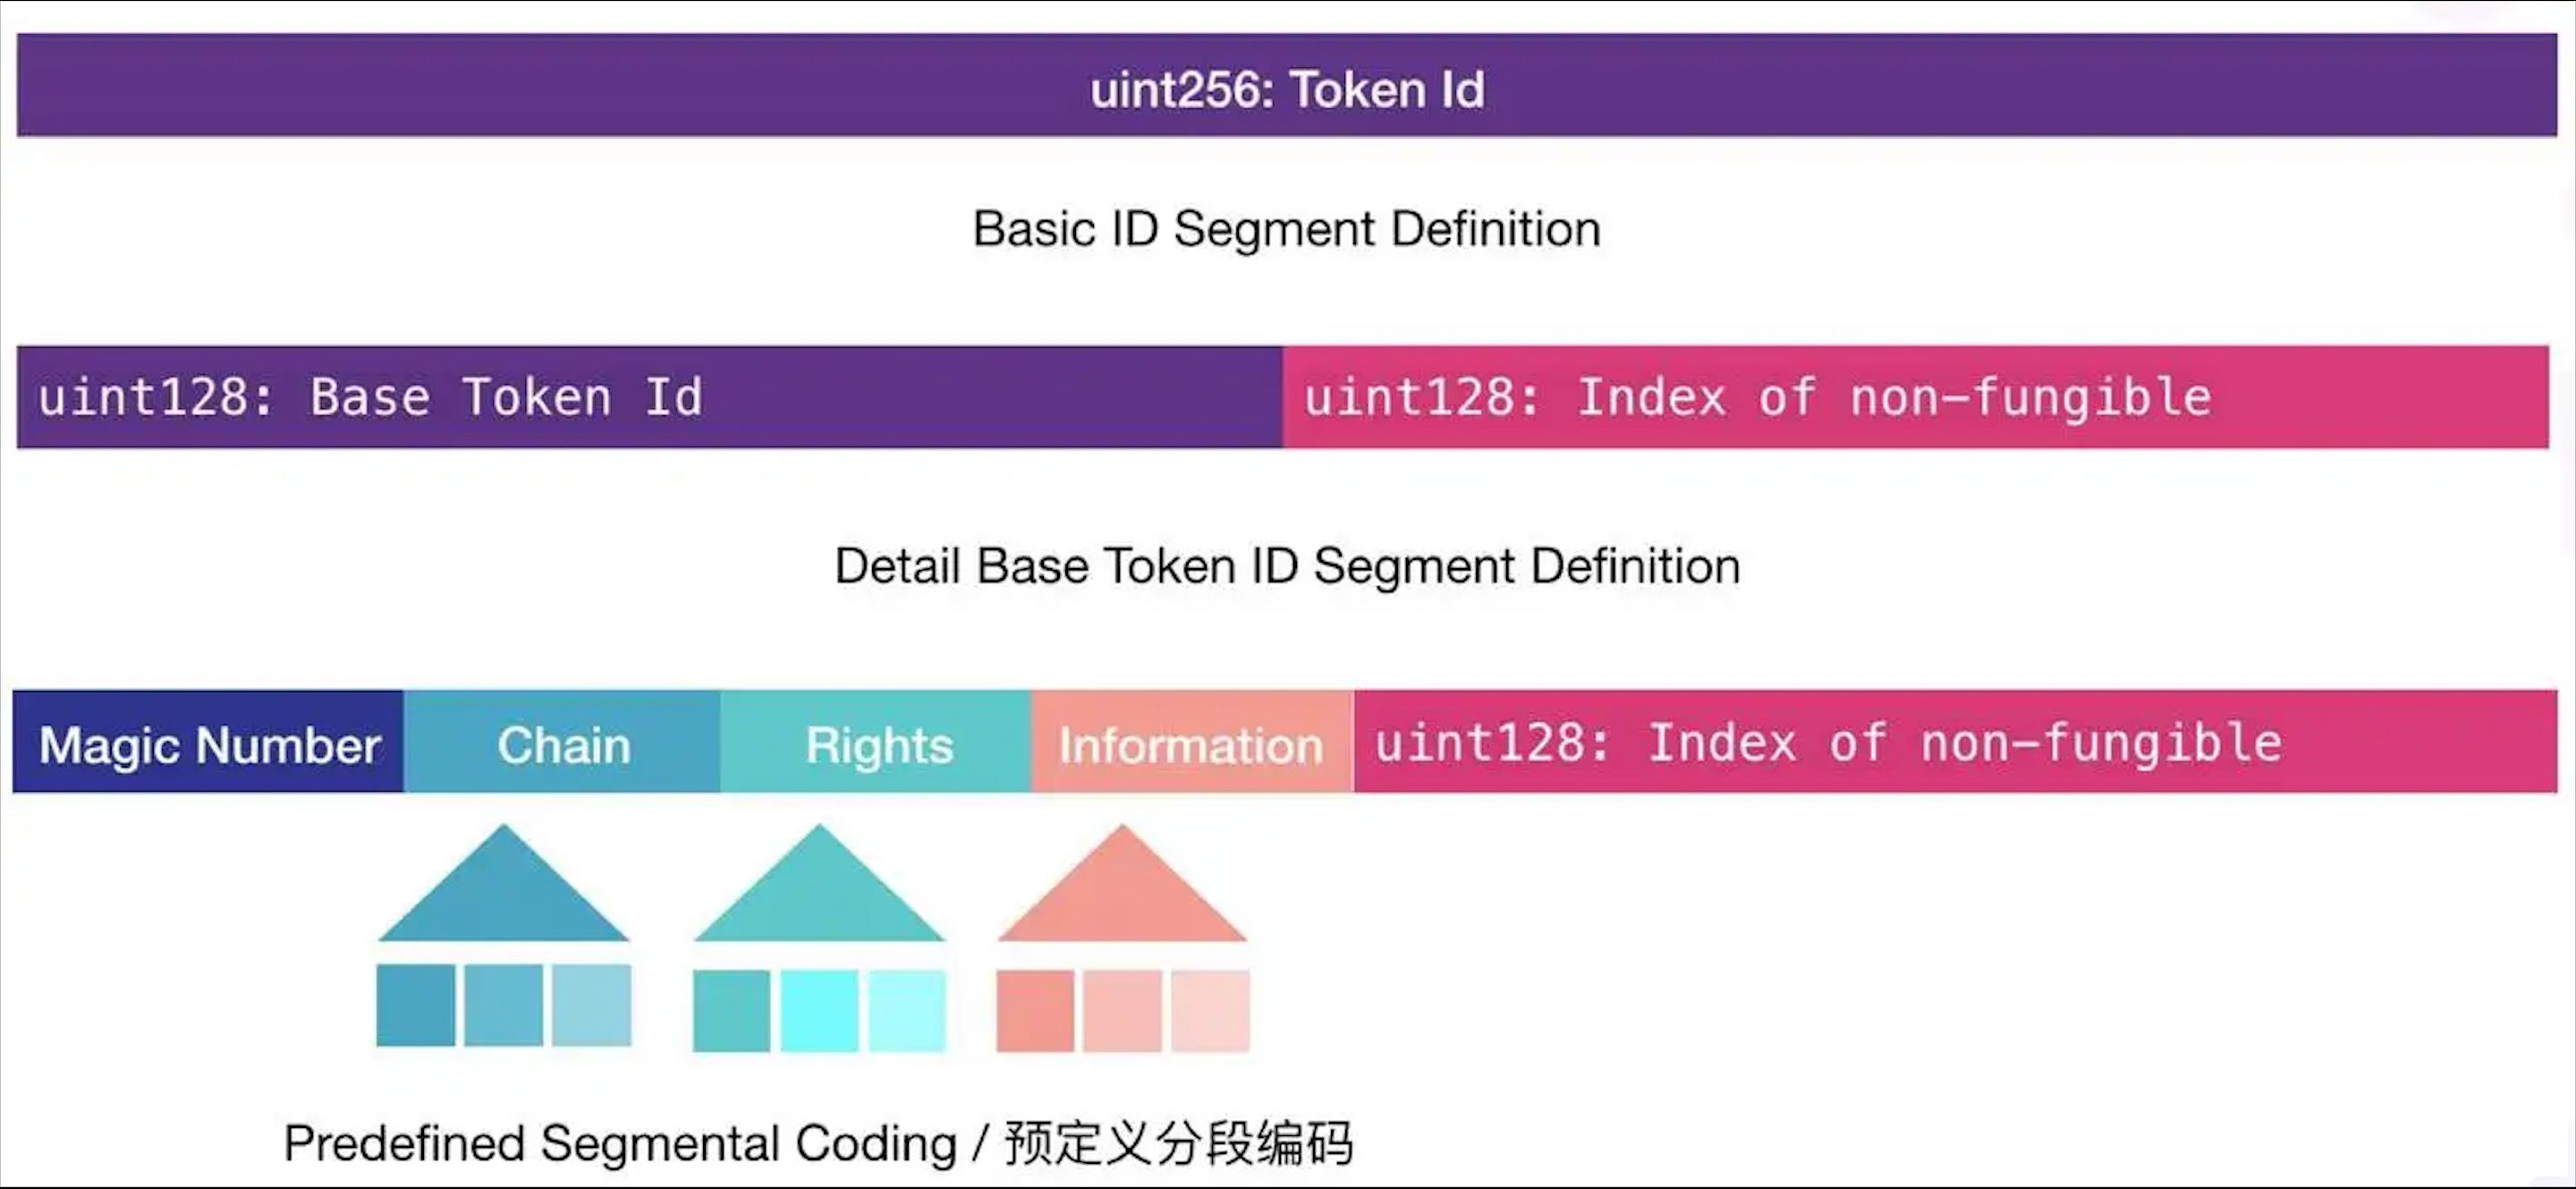 uint256: Token Id
Basic ID Segment Definition
uint128: Base Token Id uint128: Index of non-fungible
Detail Base Token ID Segment Definition
Magic Number Chain Rights Information uint128: Index of non-fungible
Predefined Segmental Coding / 预定义分段编码